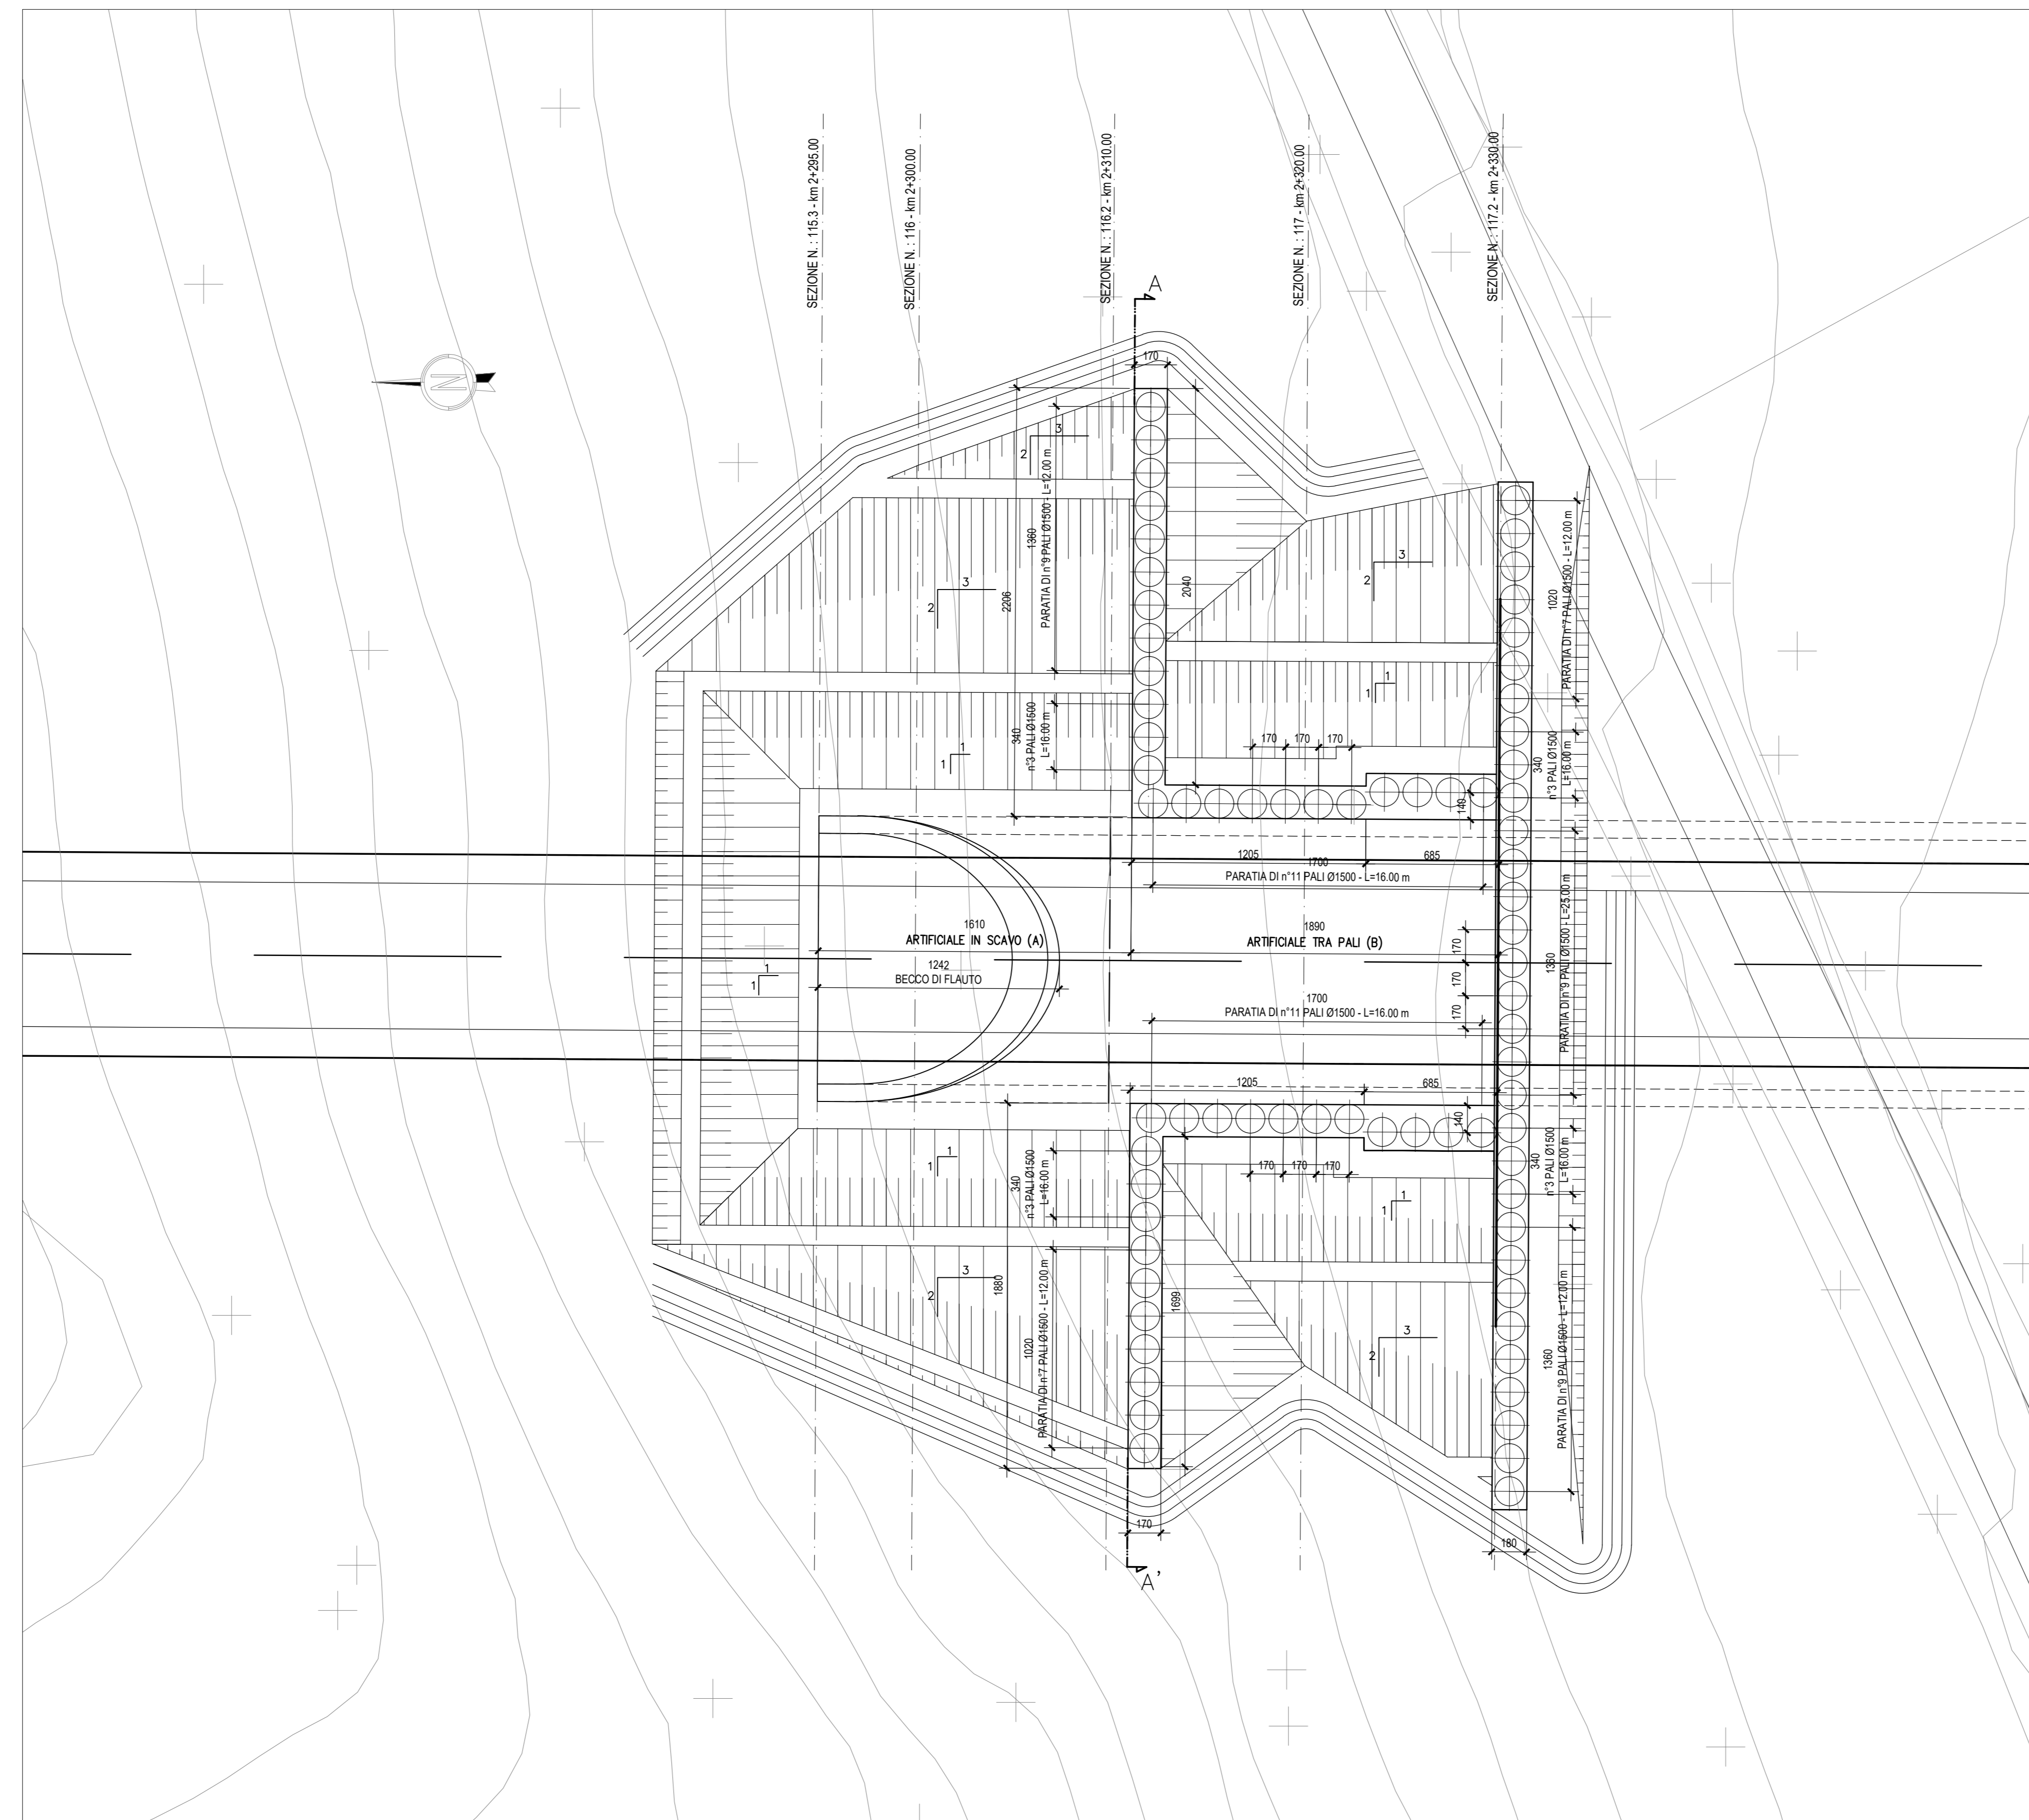 SEZIONE N. : 115.3 - km 2+295.00
SEZIONE N. : 116 - km 2+300.00
SEZIONE N. : 116.2 - km 2+310.00
SEZIONE N. : 117 - km 2+320.00
SEZIONE N. : 117.2 - km 2+330.00
A
170
N
3
2
1360
PARATIA DI n°9 PALI Ø1500 - L=12.00 m
2206
3
2
2040
3
2
1020
PARATIA DI n°7 PALI Ø1500 - L=12.00 m
1
1
340
n°3 PALI Ø1500
L=16.00 m
1
1
170
170
170
340
n°3 PALI Ø1500
L=16.00 m
140
1205
1700
685
PARATIA DI n°11 PALI Ø1500 - L=16.00 m
1610
ARTIFICIALE IN SCAVO (A)
1890
ARTIFICIALE TRA PALI (B)
1242
BECCO DI FLAUTO
1
1
170
170
170
1360
PARATIA DI n°9 PALI Ø1500 - L=25.00 m
1700
PARATIA DI n°11 PALI Ø1500 - L=16.00 m
1205
685
140
1
1
340
n°3 PALI Ø1500
L=16.00 m
170
170
170
1
1
340
n°3 PALI Ø1500
L=16.00 m
3
2
1880
1020
PARATIA DI n°7 PALI Ø1500 - L=12.00 m
1699
3
2
1360
PARATIA DI n°9 PALI Ø1500 - L=12.00 m
170
180
A'